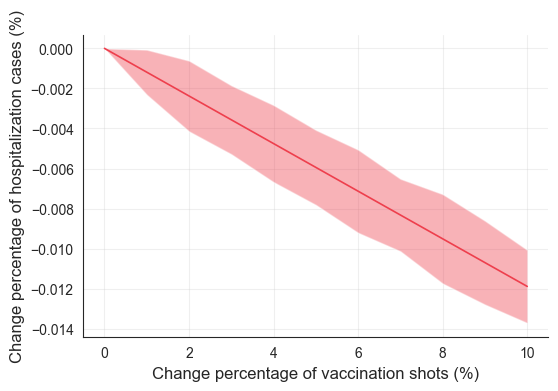 Change percentage of hospitalization cases (%)
0.000
−0.002
−0.004
−0.006
−0.008
−0.010
−0.012
−0.014
0 2 4 6 8 10
Change percentage of vaccination shots (%)